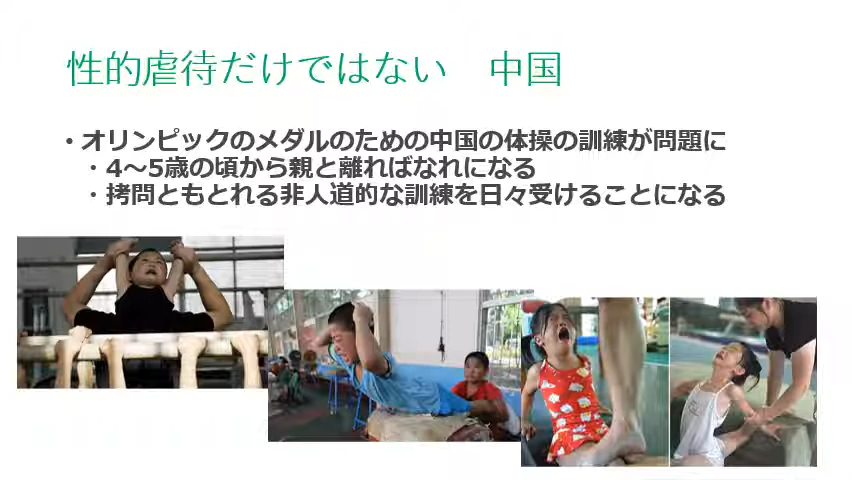 性的虐待だけではない　中国
・オリンピックのメダルのための中国の体操の訓練が問題に
・4～5歳の頃から親と離ればなれになる
・拷問ともとれる非人道的な訓練を日々受けることになる